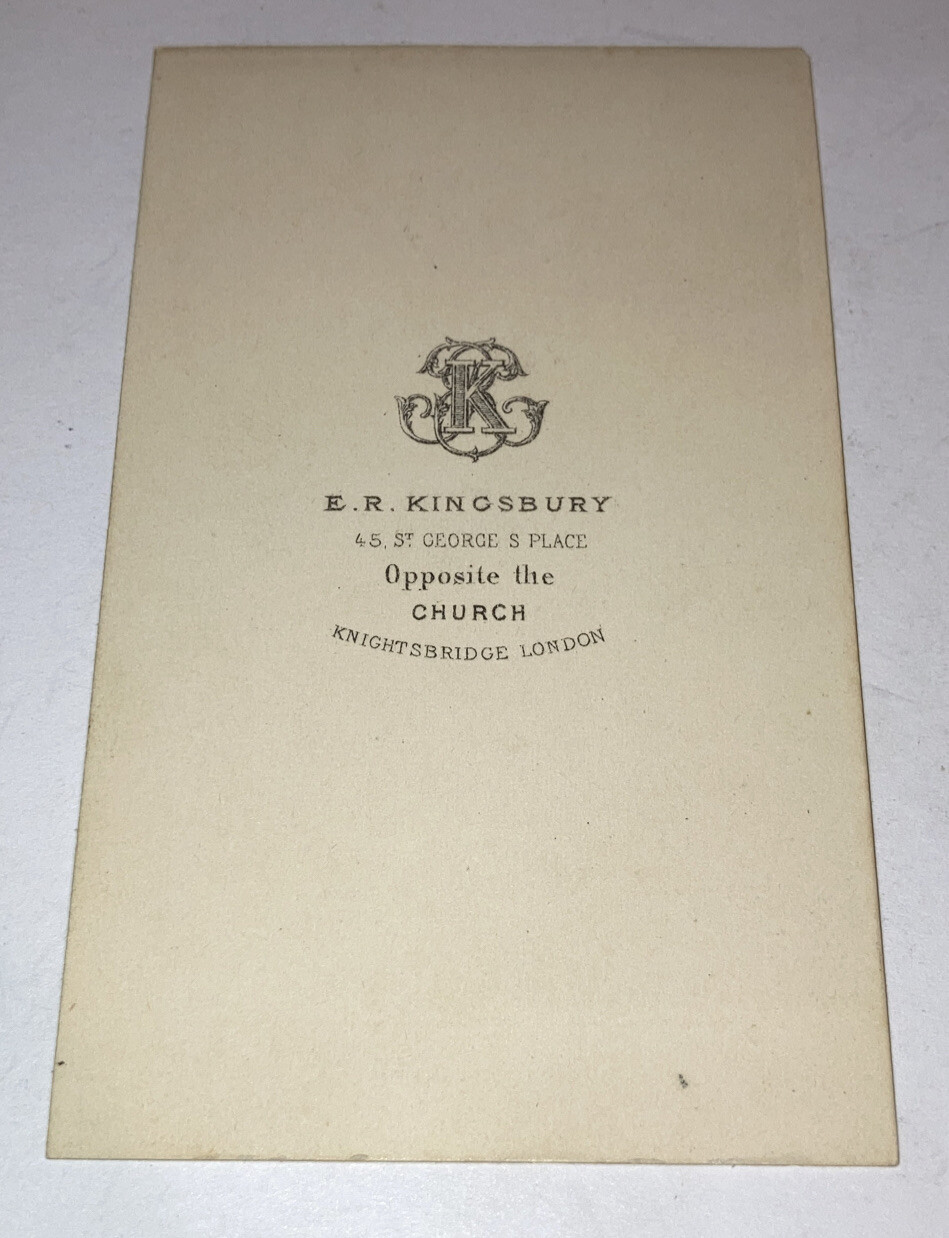 K
E.R. KINGSBURY
45, ST GEORGE S PLACE
Opposite the
CHURCH
KNIGHTSBRIDGE LONDON